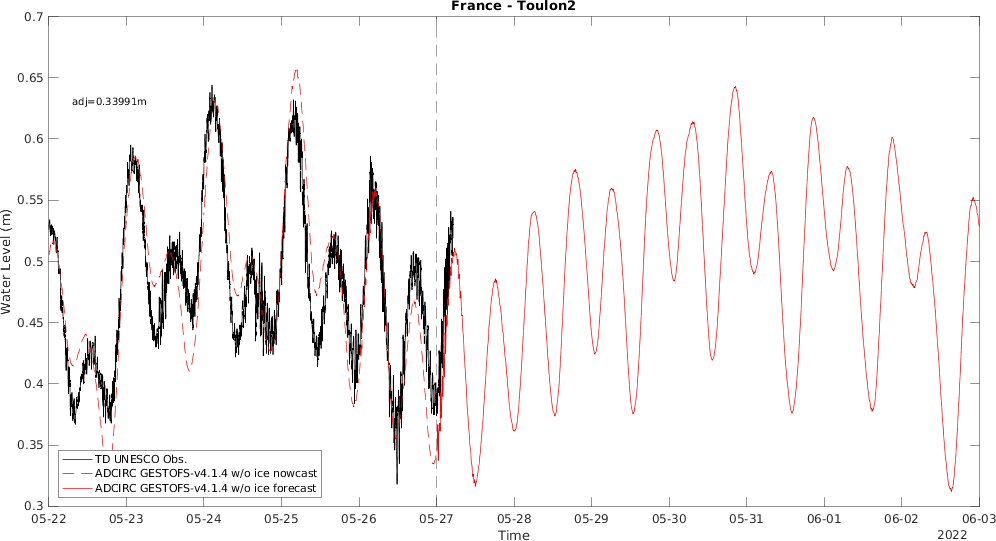 France - Toulon2
0.7
0.65
0.6
0.55
0.5
0.45
0.4
0.35
0.3
Water Level (m)
adj=0.33991m
TD UNESCO Obs.
ADCIRC GESTOFS-v4.1.4 w/o ice nowcast
ADCIRC GESTOFS-v4.1.4 w/o ice forecast
05-22 05-23 05-24 05-25 05-26 05-27 05-28 05-29 05-30 05-31 06-01 06-02 06-03
Time
2022